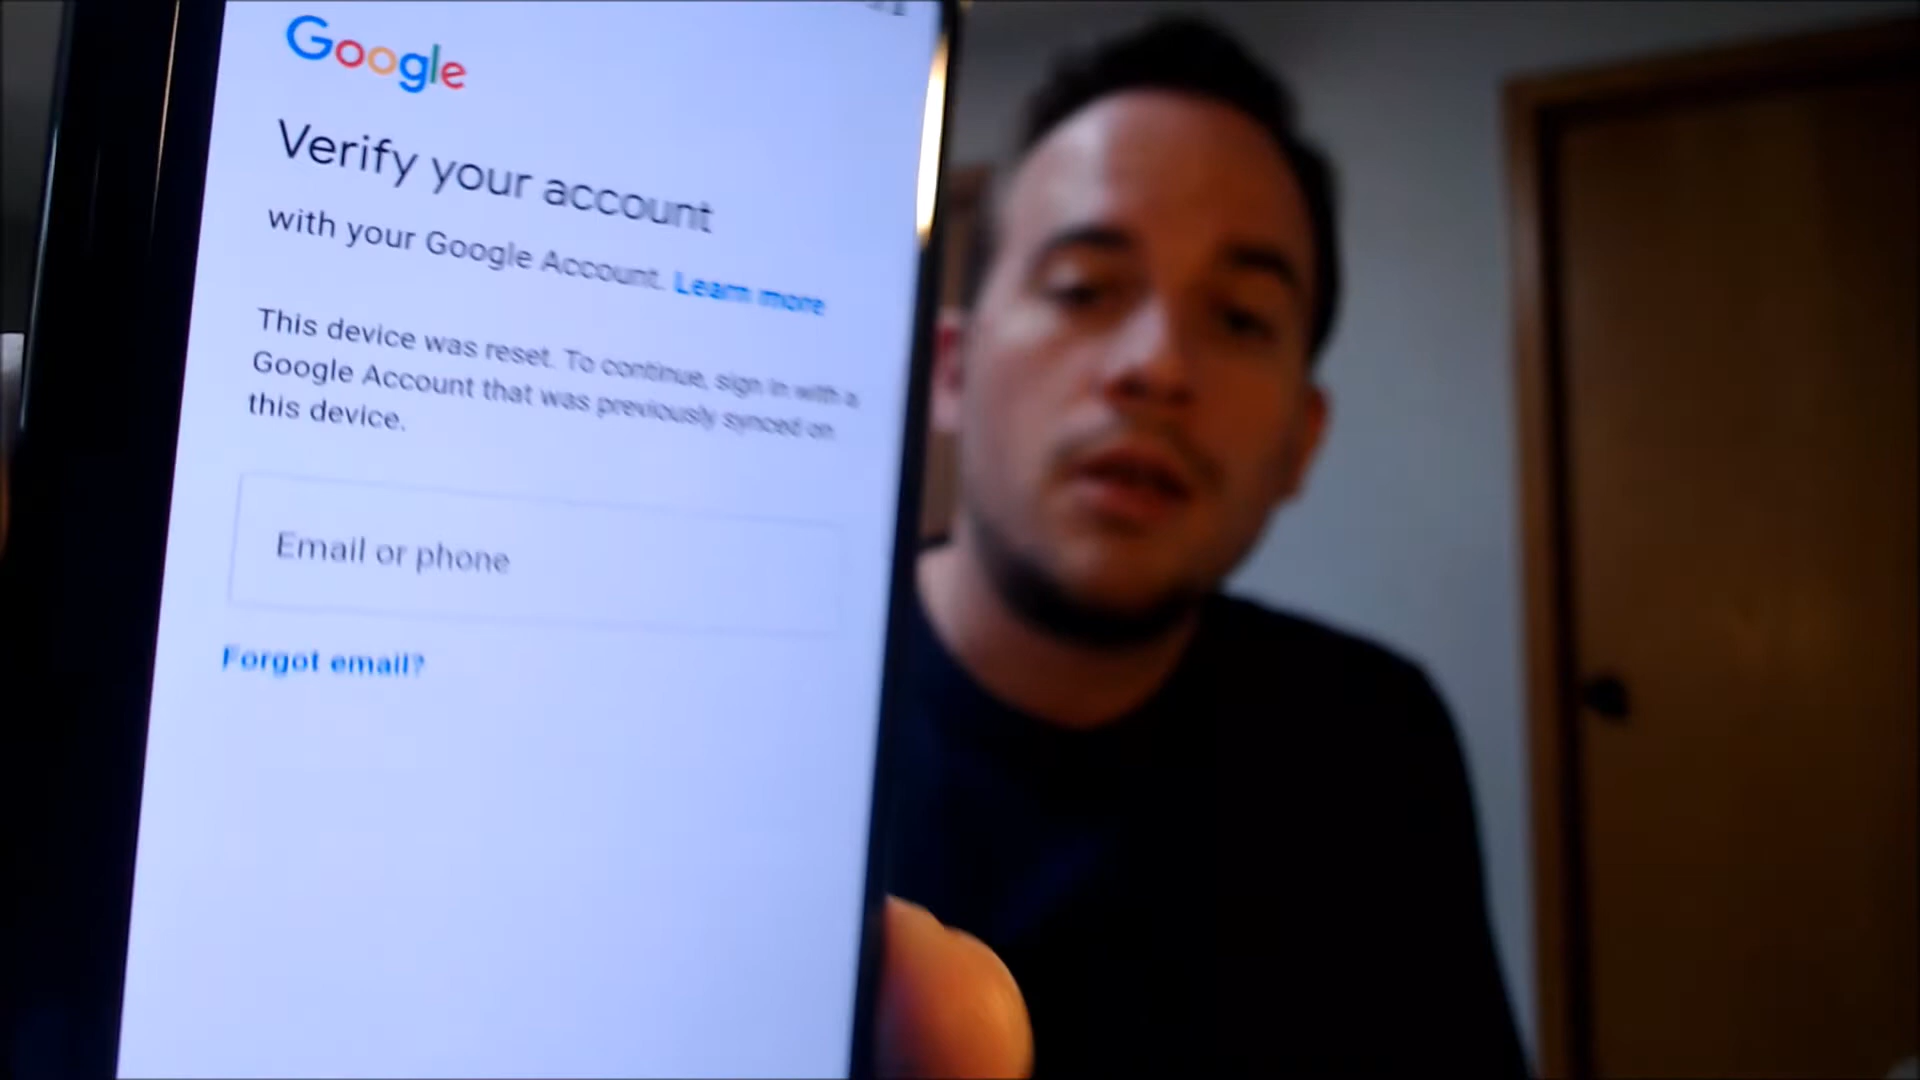 Google
Verify your account
with your Google Account. Learn more
This device was reset. To continue, sign in with a
Google Account that was previously synced on
this device.
Email or phone
Forgot email?